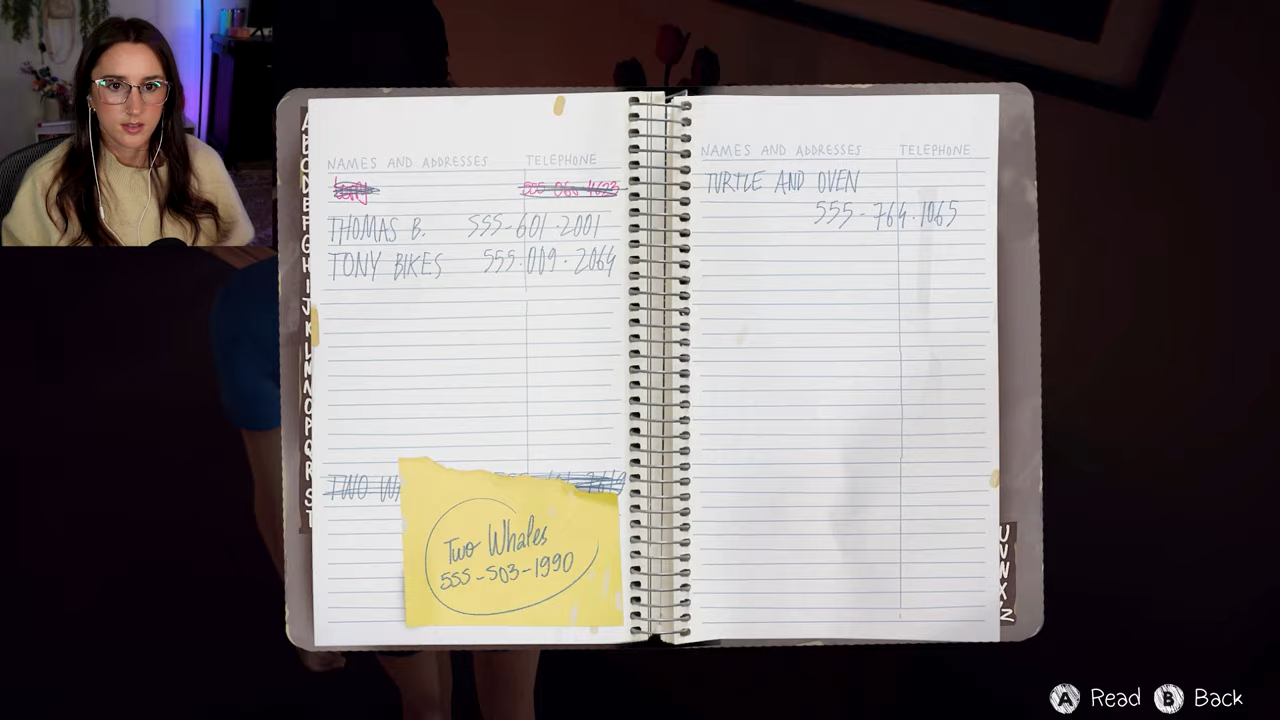 NAMES AND ADDRESSES TELEPHONE
THOMAS B. 555-601-2001
TONY BIKES 555-009-2064
TWO
Two Whales
555-503-1990
NAMES AND ADDRESSES TELEPHONE
TURTLE AND OVEN
555-764-1065
A Read B Back